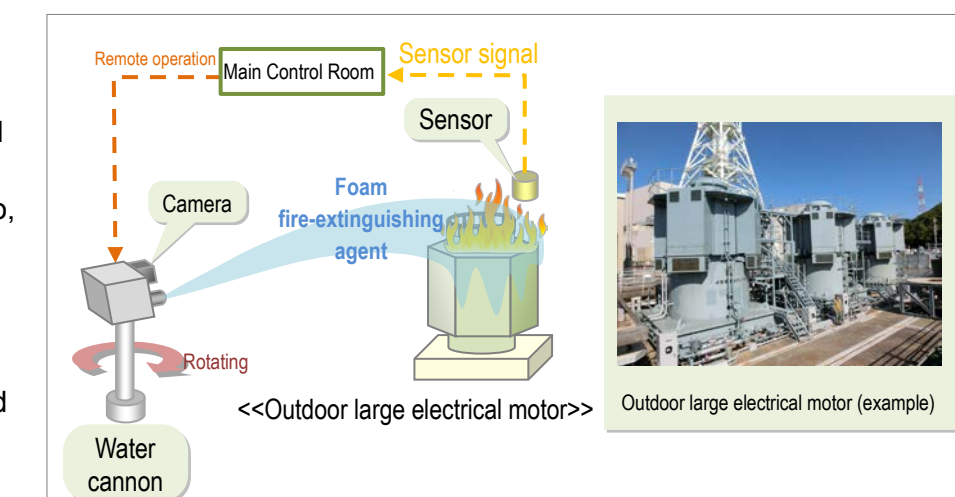 Remote operation
Main Control Room
Sensor signal
Sensor
Camera
Foam
fire-extinguishing
agent
Rotating
<<Outdoor large electrical motor>>
Water
cannon
Outdoor large electrical motor (example)